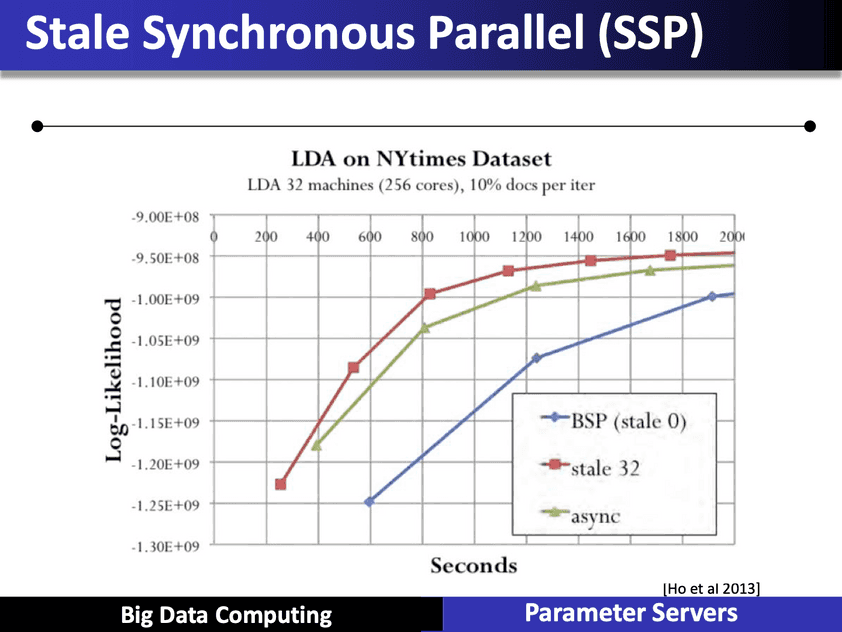 Stale Synchronous Parallel (SSP)
LDA on NYtimes Dataset
LDA 32 machines (256 cores), 10% docs per iter
-9.00E+08
0 200 400 600 800 1000 1200 1400 1600 1800 2000
-9.50E+08
-1.00E+09
-1.05E+09
-1.10E+09
-1.15E+09
-1.20E+09
-1.25E+09
-1.30E+09
Log-Likelihood
BSP (stale 0)
stale 32
async
Seconds
[Ho et al 2013]
Big Data Computing
Parameter Servers